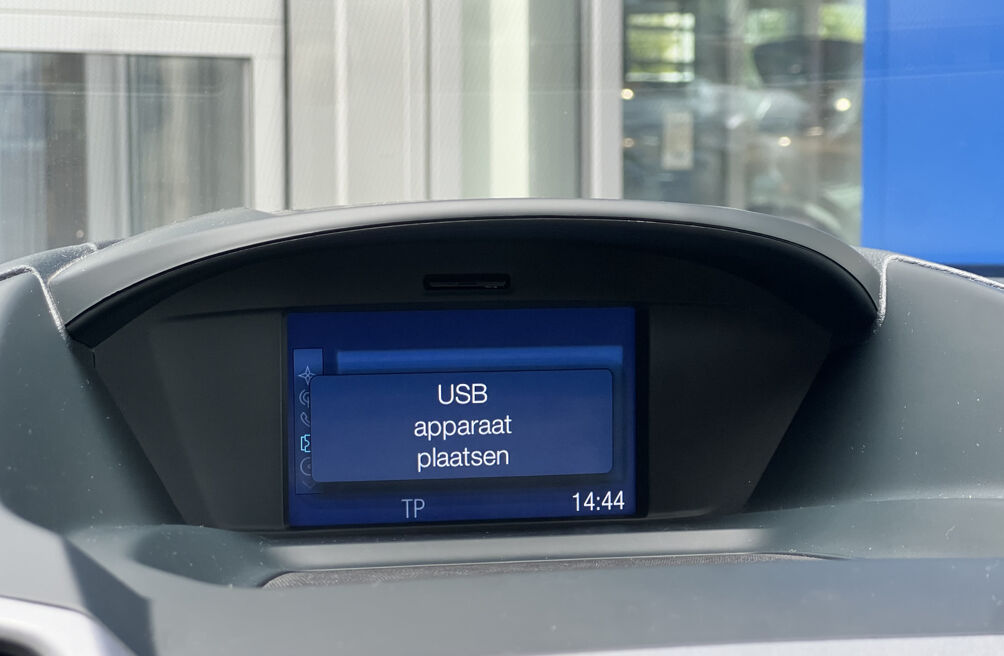 USB
apparaat
plaatsen
TP 14:44